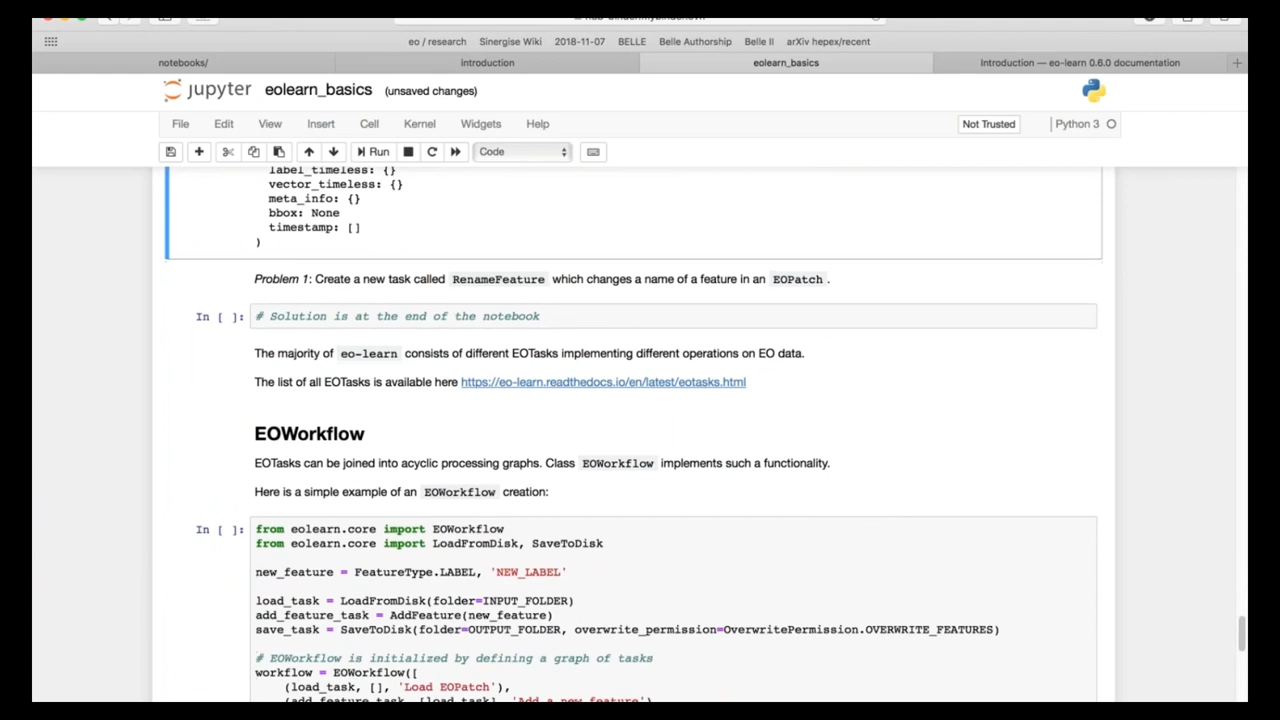 eo / research Sinergise Wiki 2018-11-07 BELLE Belle Authorship Belle II arXiv hepex/recent
notebooks/ introduction eolearn_basics Introduction — eo-learn 0.6.0 documentation
jupyter eolearn_basics (unsaved changes)
File Edit View Insert Cell Kernel Widgets Help Not Trusted Python 3
Run Code
label_timeless: {}
vector_timeless: {}
meta_info: {}
bbox: None
timestamp: []
)
Problem 1: Create a new task called RenameFeature which changes a name of a feature in an EOPatch .
In [ ]: # Solution is at the end of the notebook
The majority of eo-learn consists of different EOTasks implementing different operations on EO data.
The list of all EOTasks is available here https://eo-learn.readthedocs.io/en/latest/eotasks.html
EOWorkflow
EOTasks can be joined into acyclic processing graphs. Class EOWorkflow implements such a functionality.
Here is a simple example of an EOWorkflow creation:
In [ ]: from eolearn.core import EOWorkflow
from eolearn.core import LoadFromDisk, SaveToDisk
new_feature = FeatureType.LABEL, 'NEW_LABEL'
load_task = LoadFromDisk(folder=INPUT_FOLDER)
add_feature_task = AddFeature(new_feature)
save_task = SaveToDisk(folder=OUTPUT_FOLDER, overwrite_permission=OverwritePermission.OVERWRITE_FEATURES)
# EOWorkflow is initialized by defining a graph of tasks
workflow = EOWorkflow([
(load_task, [], 'Load EOPatch'),
(add_feature_task, [load_task], 'Add a new feature')